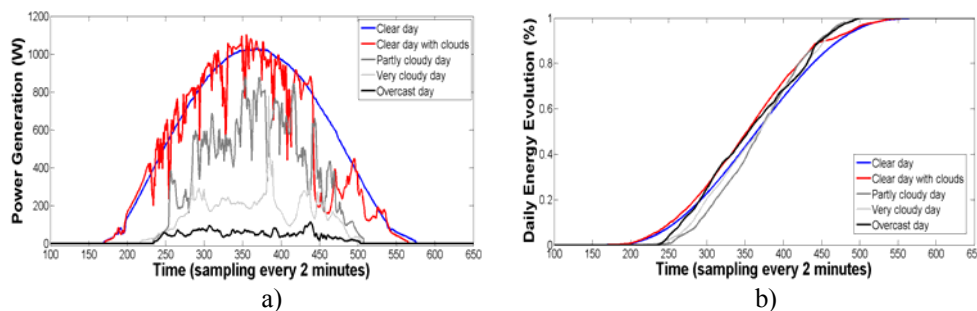 1200
1000
800
600
400
200
0
Power Generation (W)
Clear day
Clear day with clouds
Partly cloudy day
Very cloudy day
Overcast day
100 150 200 250 300 350 400 450 500 550 600 650
Time (sampling every 2 minutes)
a)
1
0.8
0.6
0.4
0.2
0
Daily Energy Evolution (%)
Clear day
Clear day with clouds
Partly cloudy day
Very cloudy day
Overcast day
100 150 200 250 300 350 400 450 500 550 600 65
Time (sampling every 2 minutes)
b)